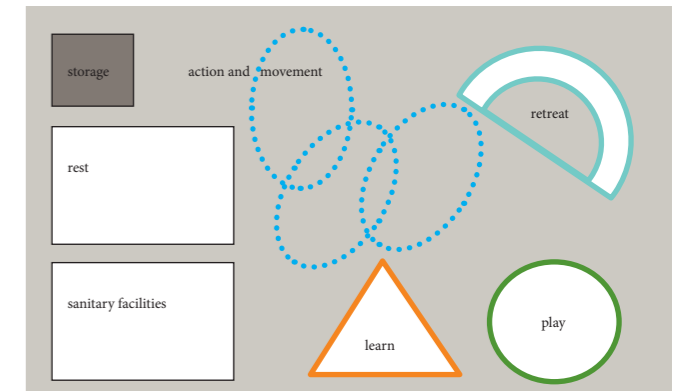 storage
action and movement
retreat
rest
sanitary facilities
learn
play